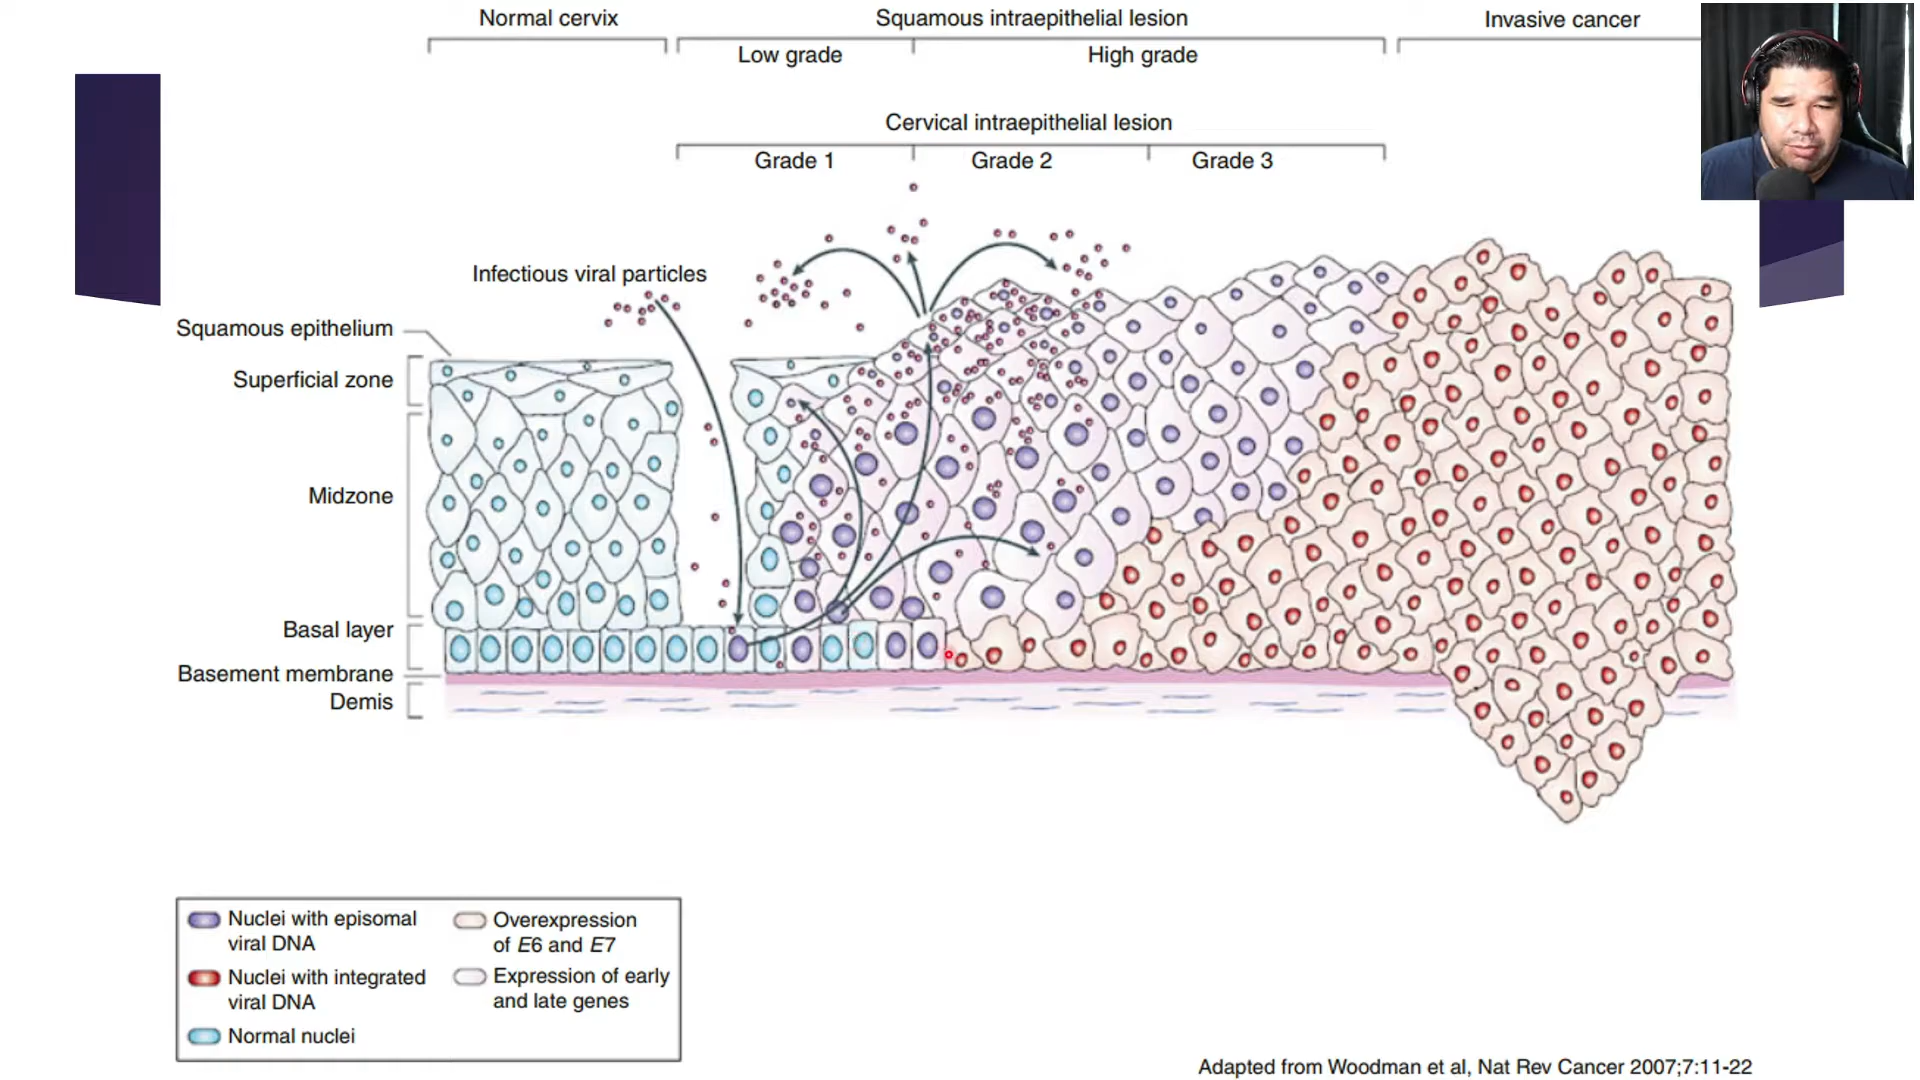 Normal cervix
Squamous intraepithelial lesion
Invasive cancer
Low grade
High grade
Cervical intraepithelial lesion
Grade 1
Grade 2
Grade 3
Infectious viral particles
Squamous epithelium
Superficial zone
Midzone
Basal layer
Basement membrane
Demis
Nuclei with episomal
viral DNA
Nuclei with integrated
viral DNA
Normal nuclei
Overexpression
of E6 and E7
Expression of early
and late genes
Adapted from Woodman et al, Nat Rev Cancer 2007;7:11-22